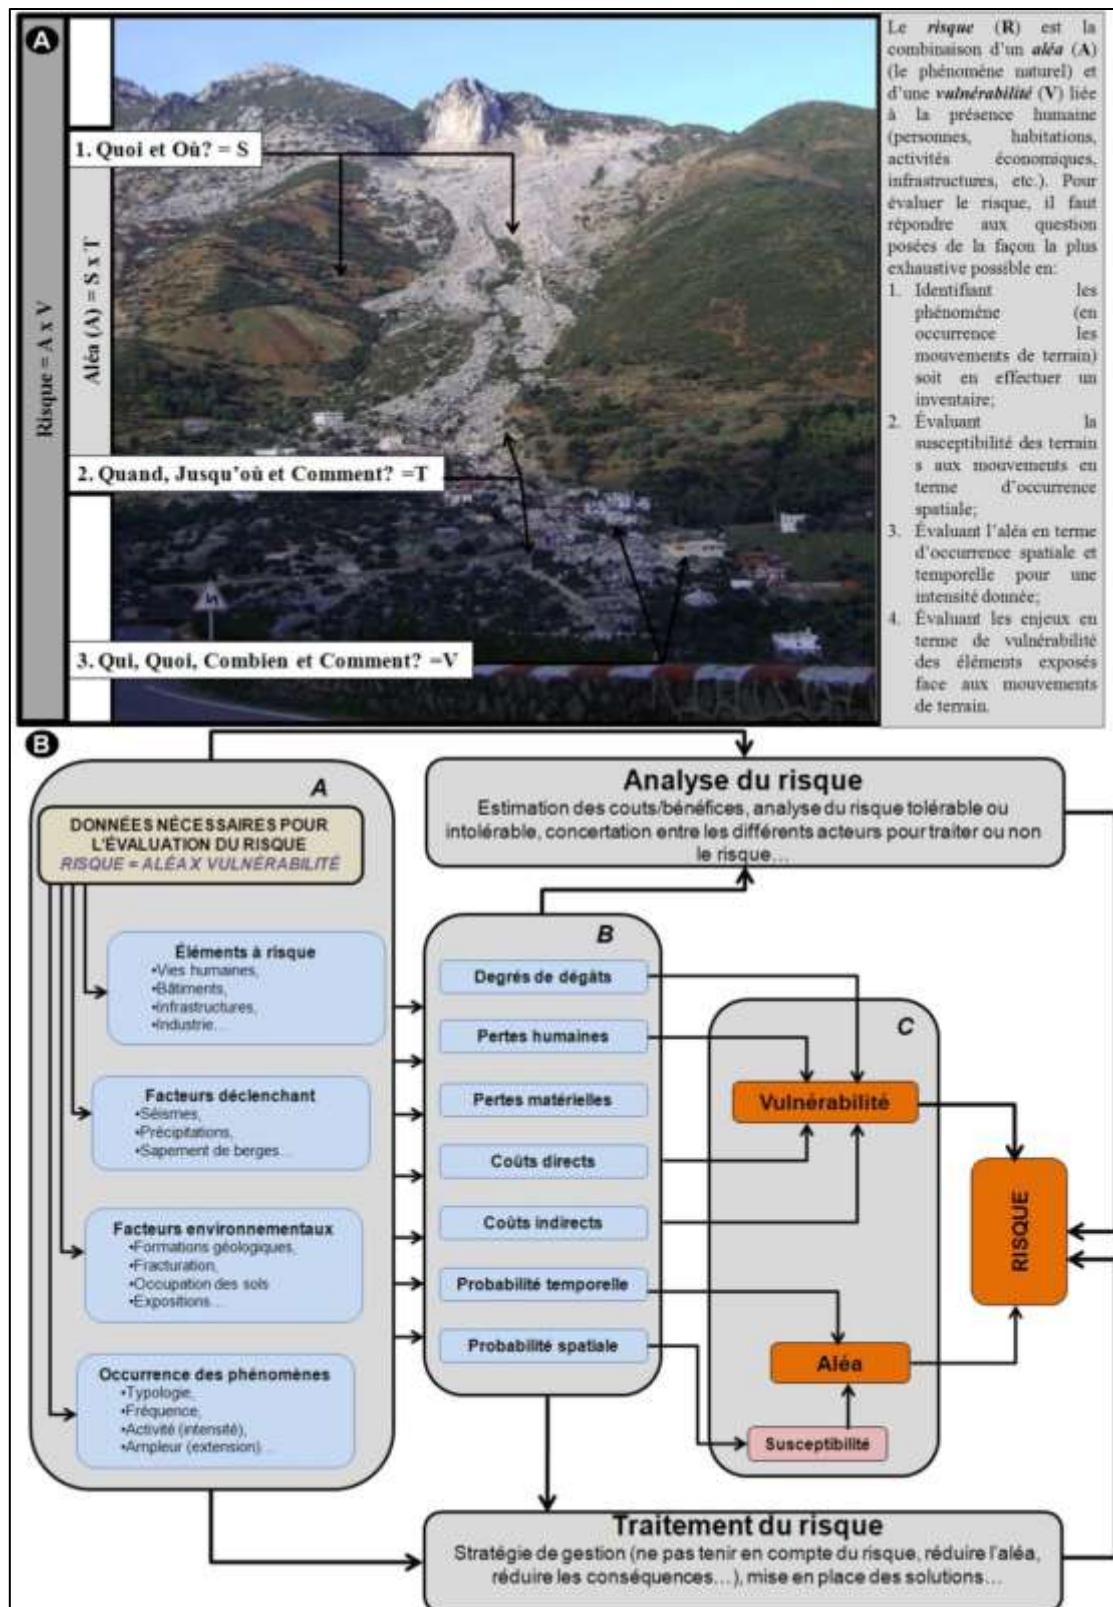 A
Risque = A x V
Aléa (A) = S x T
1. Quoi et Où? = S
2. Quand, Jusqu'où et Comment? =T
3. Qui, Quoi, Combien et Comment? =V
Le risque (R) est la
combinaison d'un aléa (A)
(le phénomène naturel) et
d'une vulnérabilité (V) liée
à la présence humaine
(personnes, habitations,
activités économiques,
infrastructures, etc.). Pour
évaluer le risque, il faut
répondre aux question
posées de la façon la plus
exhaustive possible en:
1. Identifiant les
phénomène (en
occurrence les
mouvements de terrain)
soit en effectuer un
inventaire;
2. Évaluant la
susceptibilité des terrain
s aux mouvements en
terme d'occurrence
spatiale;
3. Évaluant l'aléa en terme
d'occurrence spatiale et
temporelle pour une
intensité donnée;
4. Évaluant les enjeux en
terme de vulnérabilité
des éléments exposés
face aux mouvements
de terrain.
B
A
DONNÉES NÉCESSAIRES POUR
L'ÉVALUATION DU RISQUE
RISQUE = ALÉA X VULNÉRABILITÉ
Éléments à risque
•Vies humaines,
•Bâtiments,
•Infrastructures,
•Industrie…
Facteurs déclenchant
•Séismes,
•Précipitations,
•Sapement de berges…
Facteurs environnementaux
•Formations géologiques,
•Fracturation,
•Occupation des sols
•Expositions…
Occurrence des phénomènes
•Typologie,
•Fréquence,
•Activité (intensité),
•Ampleur (extension)…
Analyse du risque
Estimation des couts/bénéfices, analyse du risque tolérable ou
intolérable, concertation entre les différents acteurs pour traiter ou non
le risque…
B
Degrés de dégâts
Pertes humaines
Pertes matérielles
Coûts directs
Coûts indirects
Probabilité temporelle
Probabilité spatiale
C
Vulnérabilité
Aléa
Susceptibilité
RISQUE
Traitement du risque
Stratégie de gestion (ne pas tenir en compte du risque, réduire l'aléa,
réduire les conséquences…), mise en place des solutions…